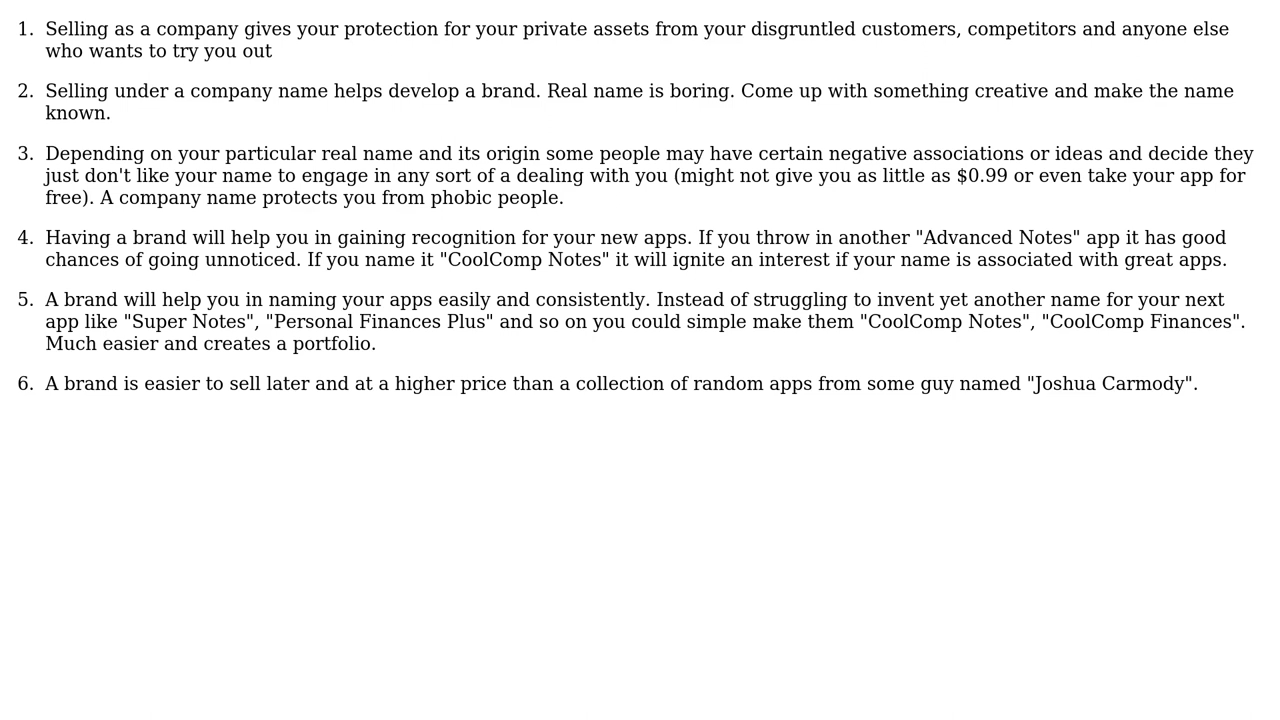 1. Selling as a company gives your protection for your private assets from your disgruntled customers, competitors and anyone else
who wants to try you out
2. Selling under a company name helps develop a brand. Real name is boring. Come up with something creative and make the name
known.
3. Depending on your particular real name and its origin some people may have certain negative associations or ideas and decide they
just don't like your name to engage in any sort of a dealing with you (might not give you as little as $0.99 or even take your app for
free). A company name protects you from phobic people.
4. Having a brand will help you in gaining recognition for your new apps. If you throw in another "Advanced Notes" app it has good
chances of going unnoticed. If you name it "CoolComp Notes" it will ignite an interest if your name is associated with great apps.
5. A brand will help you in naming your apps easily and consistently. Instead of struggling to invent yet another name for your next
app like "Super Notes", "Personal Finances Plus" and so on you could simple make them "CoolComp Notes", "CoolComp Finances".
Much easier and creates a portfolio.
6. A brand is easier to sell later and at a higher price than a collection of random apps from some guy named "Joshua Carmody".